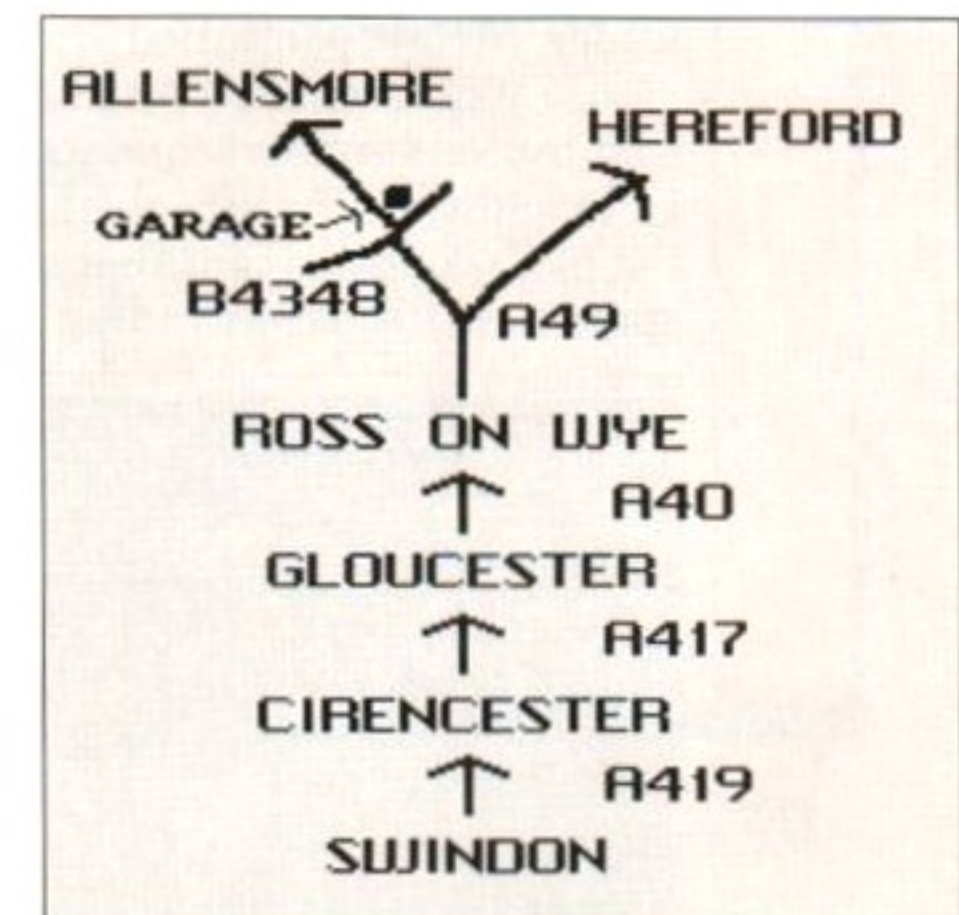 ALLENSMORE
HEREFORD
GARAGE
B4348
A49
ROSS ON WYE
A40
GLOUCESTER
A417
CIRENCESTER
A419
SWINDON